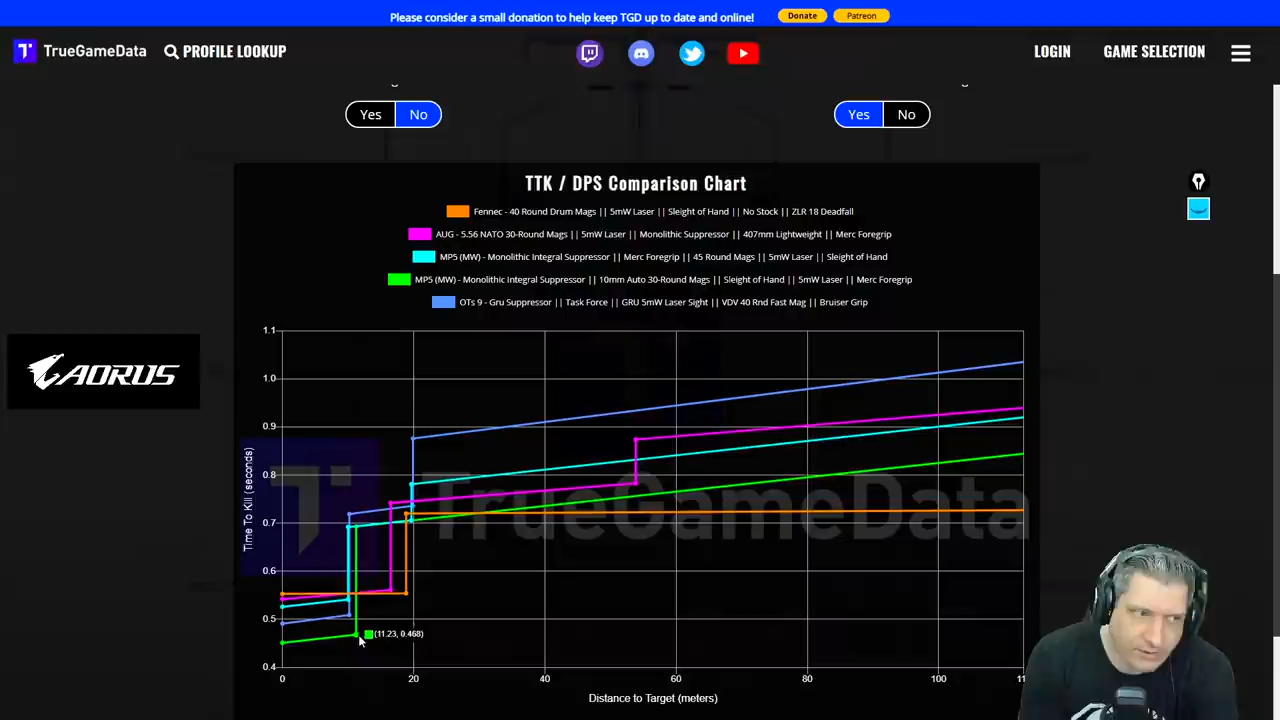 Please consider a small donation to help keep TGD up to date and online!
Donate
Patreon
TrueGameData
PROFILE LOOKUP
LOGIN
GAME SELECTION
Yes
No
Yes
No
TTK / DPS Comparison Chart
Fennec - 40 Round Drum Mags || 5mW Laser || Sleight of Hand || No Stock || ZLR 18 Deadfall
AUG - 5.56 NATO 30-Round Mags || 5mW Laser || Monolithic Suppressor || 407mm Lightweight || Merc Foregrip
MP5 (MW) - Monolithic Integral Suppressor || Merc Foregrip || 45 Round Mags || 5mW Laser || Sleight of Hand
MP5 (MW) - Monolithic Integral Suppressor || 10mm Auto 30-Round Mags || Sleight of Hand || 5mW Laser || Merc Foregrip
OTs 9 - Gru Suppressor || Task Force || GRU 5mW Laser Sight || VDV 40 Rnd Fast Mag || Bruiser Grip
AORUS
1.1
1.0
0.9
0.8
0.7
0.6
0.5
0.4
Time To Kill (seconds)
TrueGameData
(11.23, 0.468)
0
20
40
60
80
100
11
Distance to Target (meters)